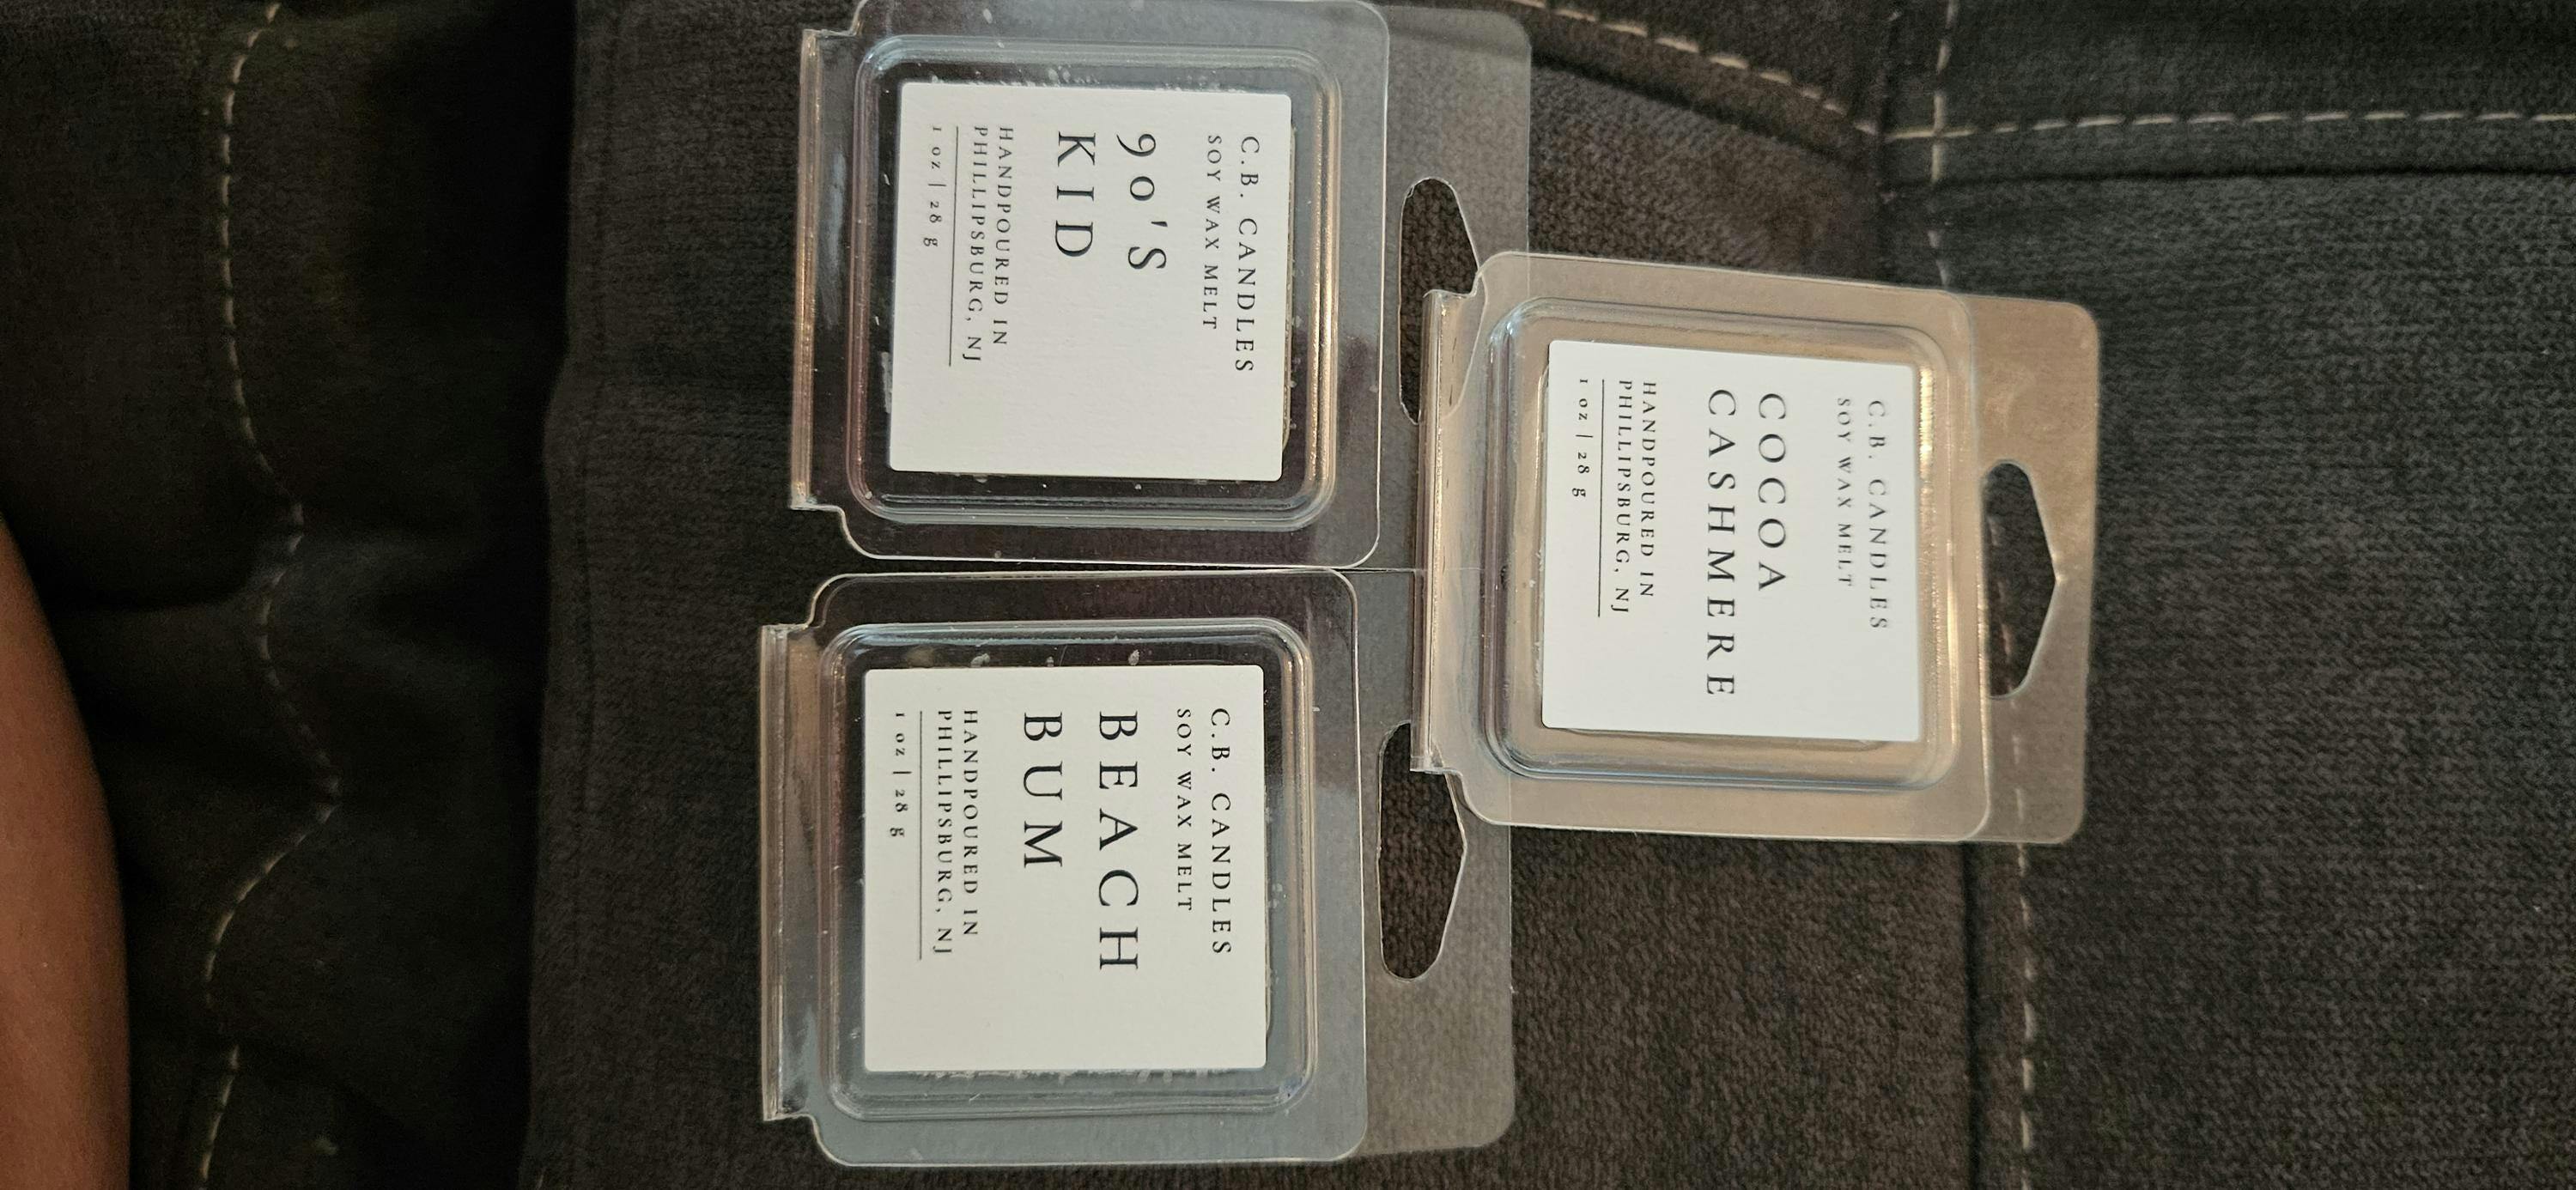 C.B. CANDLES
SOY WAX MELT
COCOA
CASHMERE
HANDPOURED IN
PHILLIPSBURG, NJ
1 oz | 28 g
C.B. CANDLES
SOY WAX MELT
BEACH
BUM
HANDPOURED IN
PHILLIPSBURG, NJ
1 oz | 28 g
C.B. CANDLES
SOY WAX MELT
90'S
KID
HANDPOURED IN
PHILLIPSBURG, NJ
1 oz | 28 g